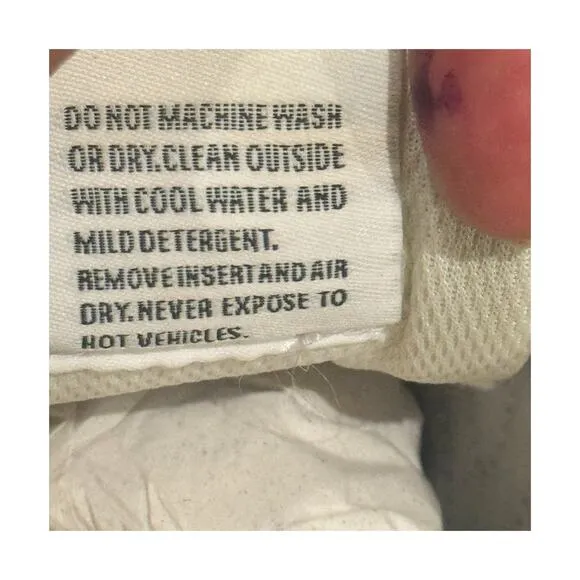 DO NOT MACHINE WASH
OR DRY.CLEAN OUTSIDE
WITH COOL WATER AND
MILD DETERGENT.
REMOVE INSERT AND AIR
DRY. NEVER EXPOSE TO
HOT VEHICLES.